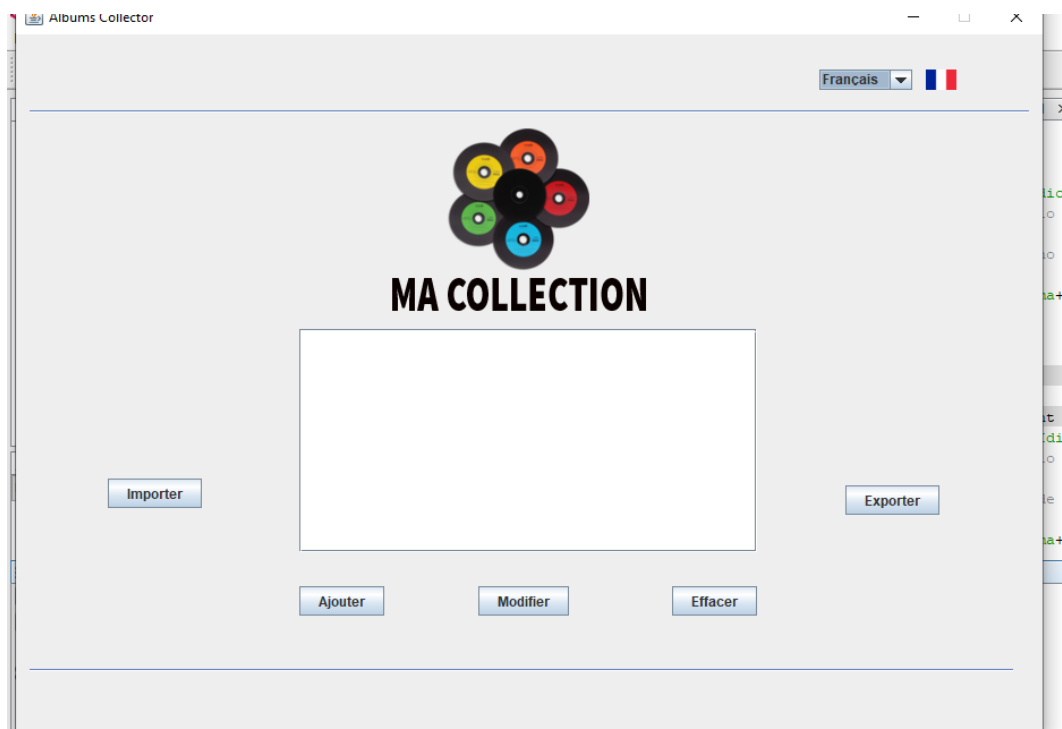 Albums Collector
Français
MA COLLECTION
Importer
Exporter
Ajouter
Modifier
Effacer